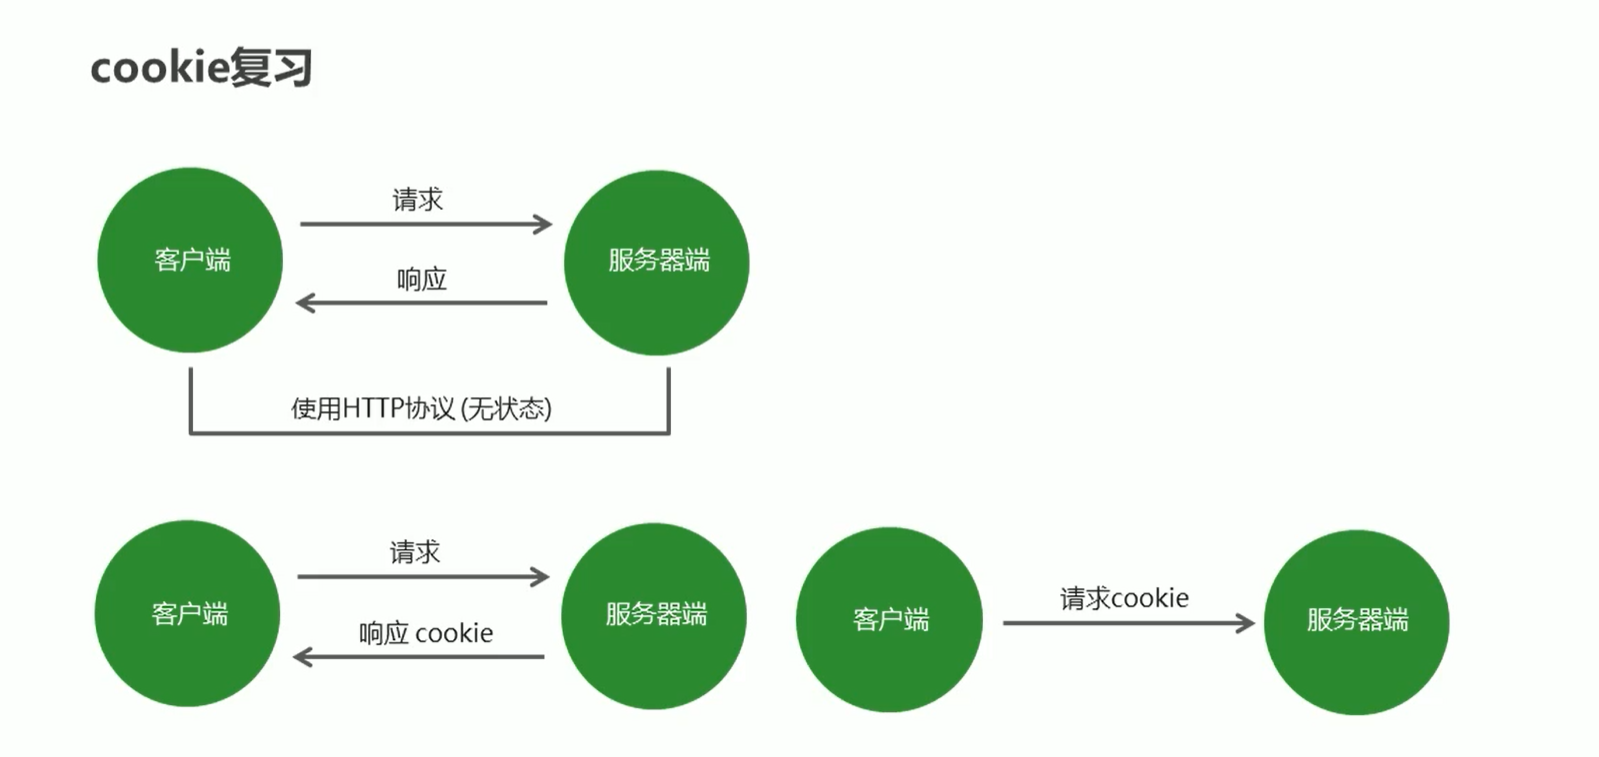 cookie复习
请求
客户端
服务器端
响应
使用HTTP协议 (无状态)
请求
客户端
服务器端
响应 cookie
客户端
请求cookie
服务器端